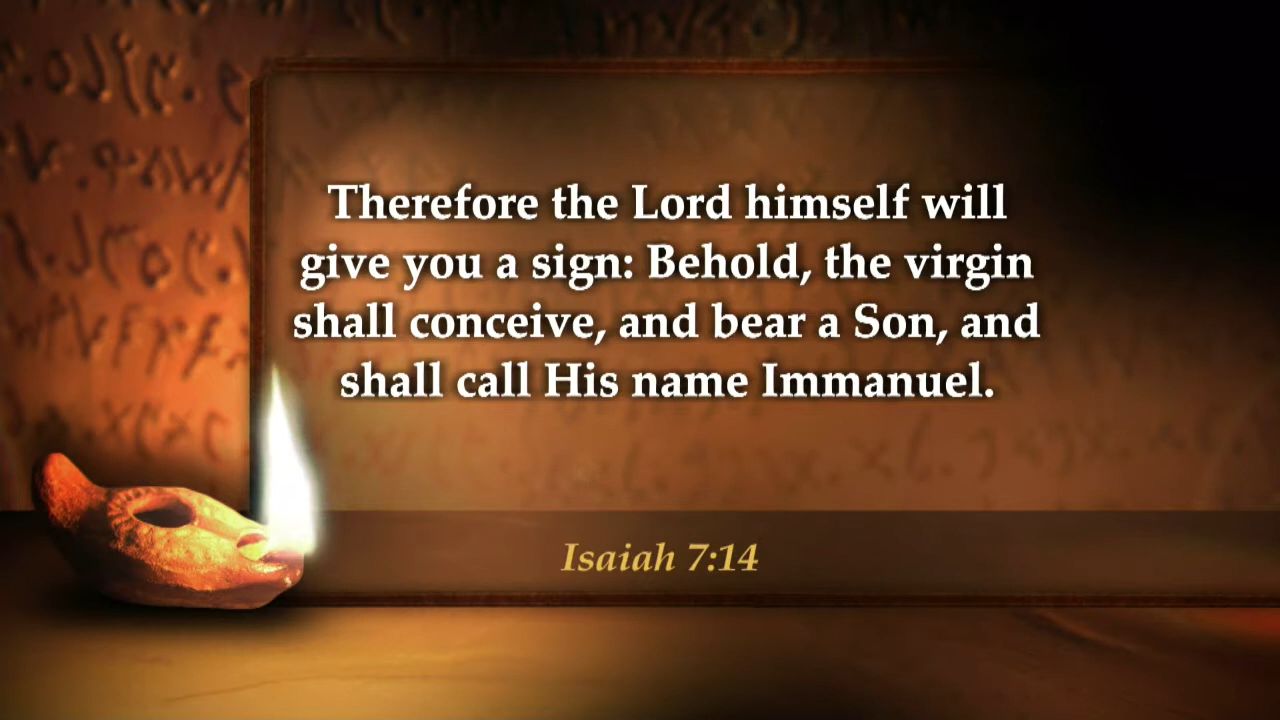 Therefore the Lord himself will
give you a sign: Behold, the virgin
shall conceive, and bear a Son, and
shall call His name Immanuel.
Isaiah 7:14